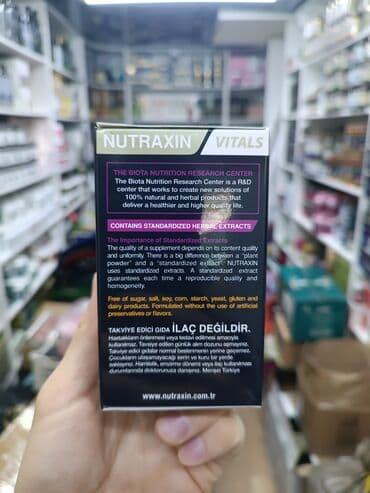 NUTRAXIN VITALS
THE BIOTA NUTRITION RESEARCH CENTER
The Biota Nutrition Research Center is a R&D
center that works to create new solutions of
100% natural and herbal products that
deliver a healthier and higher quality life.
CONTAINS STANDARDIZED HERBAL EXTRACTS
The Importance of Standardized Extracts
The quality of a supplement depends on its content quality
and uniformity. There is a big difference between a "plant
powder" and a "standardized extract". NUTRAXIN
uses standardized extracts. A standardized extract
guarantees each time a reproducible quality and
homogeneity.
Free of sugar, salt, soy, corn, starch, yeast, gluten and
dairy products. Formulated without the use of artificial
preservatives or flavors.
TAKVİYE EDİCİ GIDA İLAÇ DEĞİLDİR.
Hastalıkların önlenmesi veya tedavi edilmesi amacıyla
kullanılmaz. Tavsiye edilen günlük alım dozunu aşmayınız.
Takviye edici gıdalar normal beslenmenin yerine geçemez.
Çocukların ulaşamayacağı serin ve kuru bir yerde
saklayınız. Hamilelik, emzirme dönemi veya ilaç kullanılması
durumlarında doktorunuza danışınız. Menşei Türkiye
www.nutraxin.com.tr